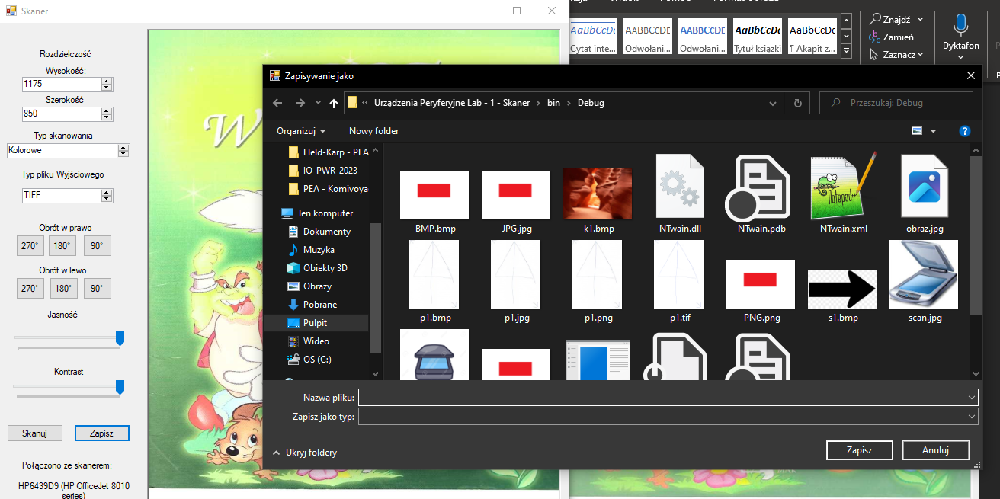 Skaner
Rozdzielczość
Wysokość:
1175
Szerokość
850
Typ skanowania
Kolorowe
Typ pliku Wyjściowego
TIFF
Obrót w prawo
270° 180° 90°
Obrót w lewo
270° 180° 90°
Jasność
Kontrast
Skanuj Zapisz
Połączono ze skanerem:
HP6439D9 (HP OfficeJet 8010
series)
W
Format obrazu
AaBbCcDc AABBCCDD AABBCCDE AaBbCcDc AaBbCcDc
Cytat inte... Odwołani... Odwołani... Tytuł książki ¶ Akapit z...
Znajdź
Zamień
Zaznacz
Dyktafon
Zapisywanie jako
« Urządzenia Peryferyjne Lab - 1 - Skaner › bin › Debug
Przeszukaj: Debug
Organizuj Nowy folder
Held-Karp - PEA
IO-PWR-2023
PEA - Komivoya
Ten komputer
Dokumenty
Muzyka
Obiekty 3D
Obrazy
Pobrane
Pulpit
Wideo
OS (C:)
Notepad++
BMP.bmp JPG.jpg k1.bmp NTwain.dll NTwain.pdb NTwain.xml obraz.jpg
p1.bmp p1.jpg p1.png p1.tif PNG.png s1.bmp scan.jpg
Nazwa pliku:
Zapisz jako typ:
Ukryj foldery
Zapisz Anuluj